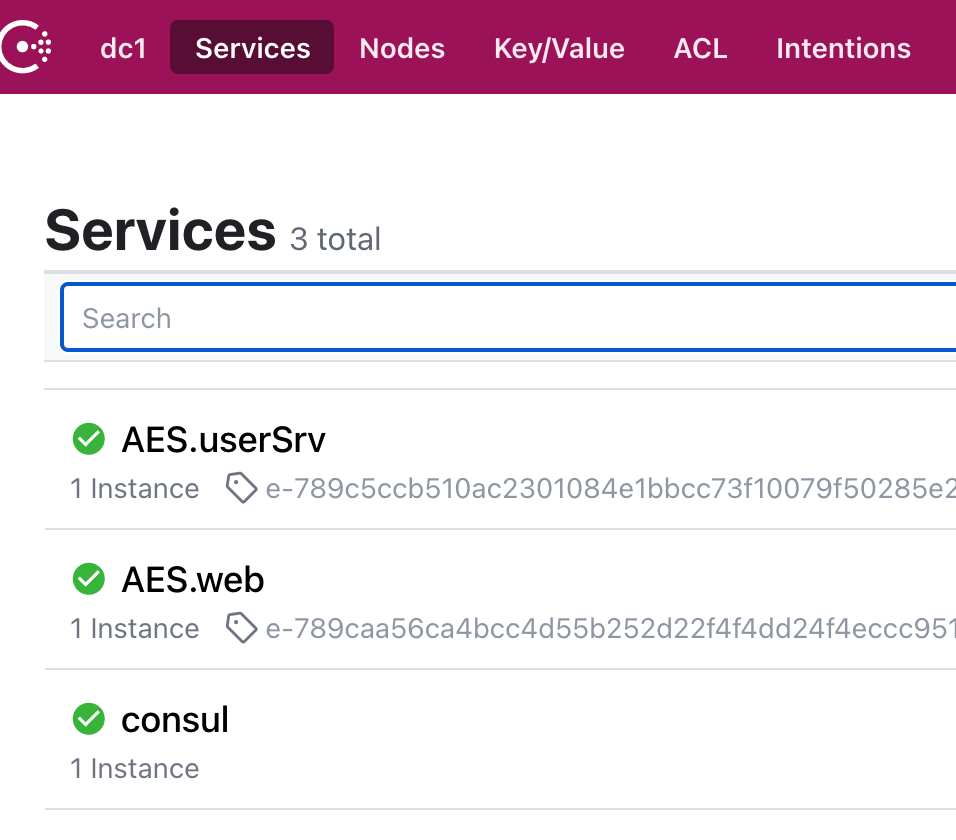 dc1 Services Nodes Key/Value ACL Intentions
Services 3 total
Search
AES.userSrv
1 Instance e-789c5ccb510ac2301084e1bbcc73f10079f50285e2
AES.web
1 Instance e-789caa56ca4bcc4d55b252d22f4f4dd24f4eccc951
consul
1 Instance